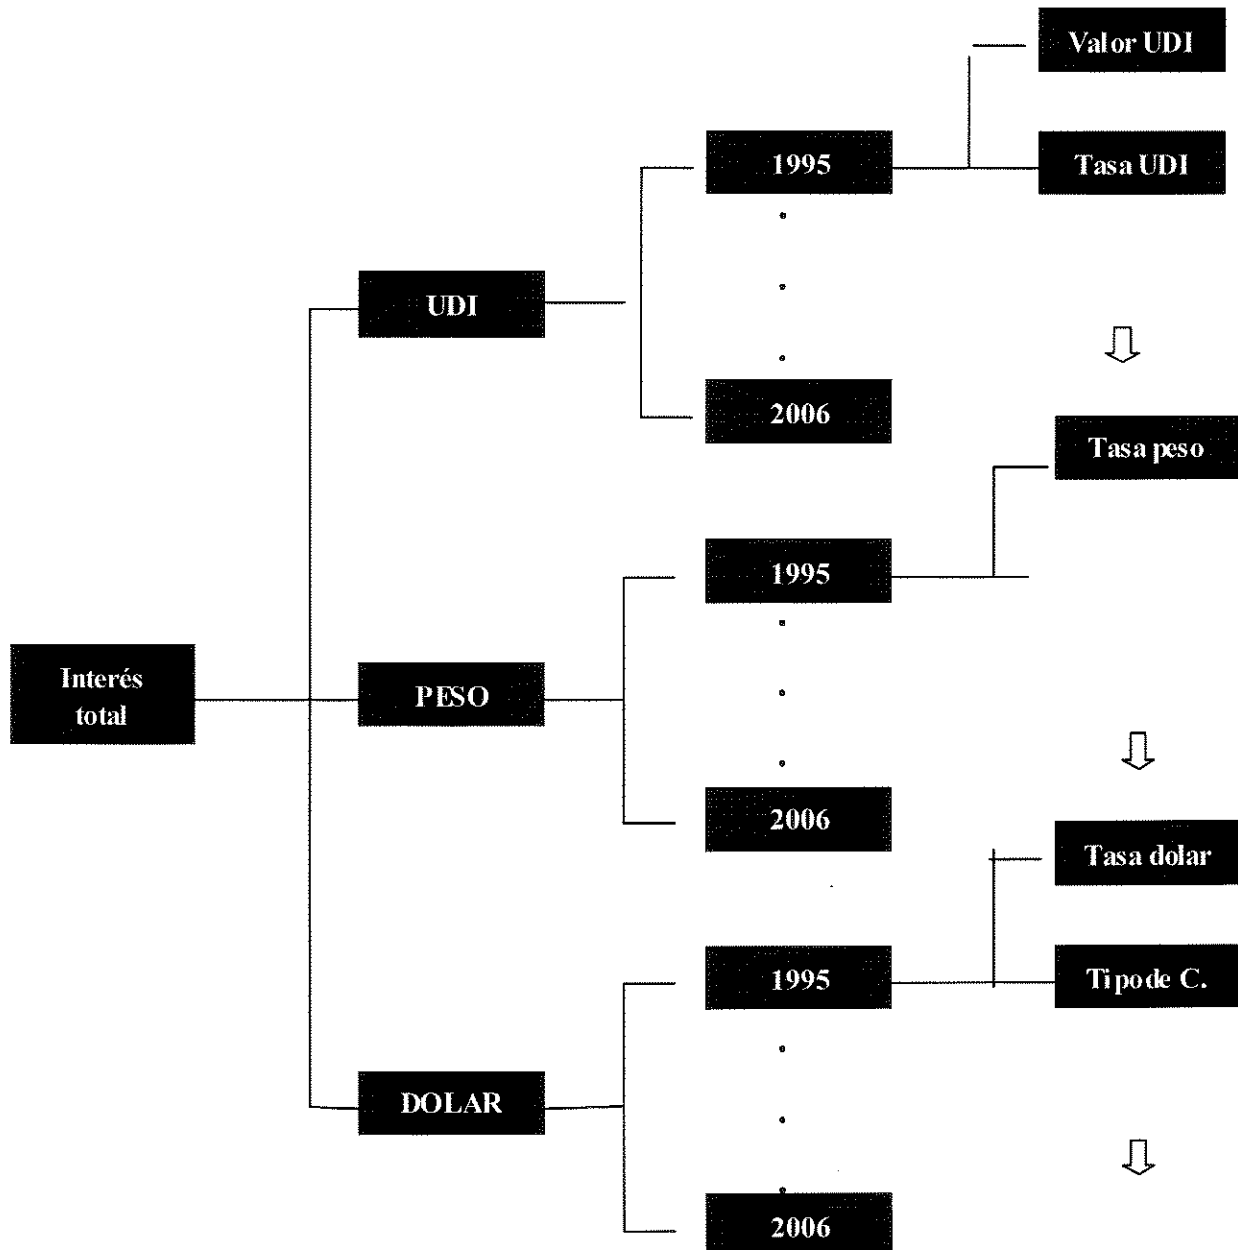 Valor UDI
1995
Tasa UDI
UDI
2006
Tasa peso
1995
Interés
total
PESO
2006
Tasa dolar
1995
Tipo de C.
DOLAR
2006